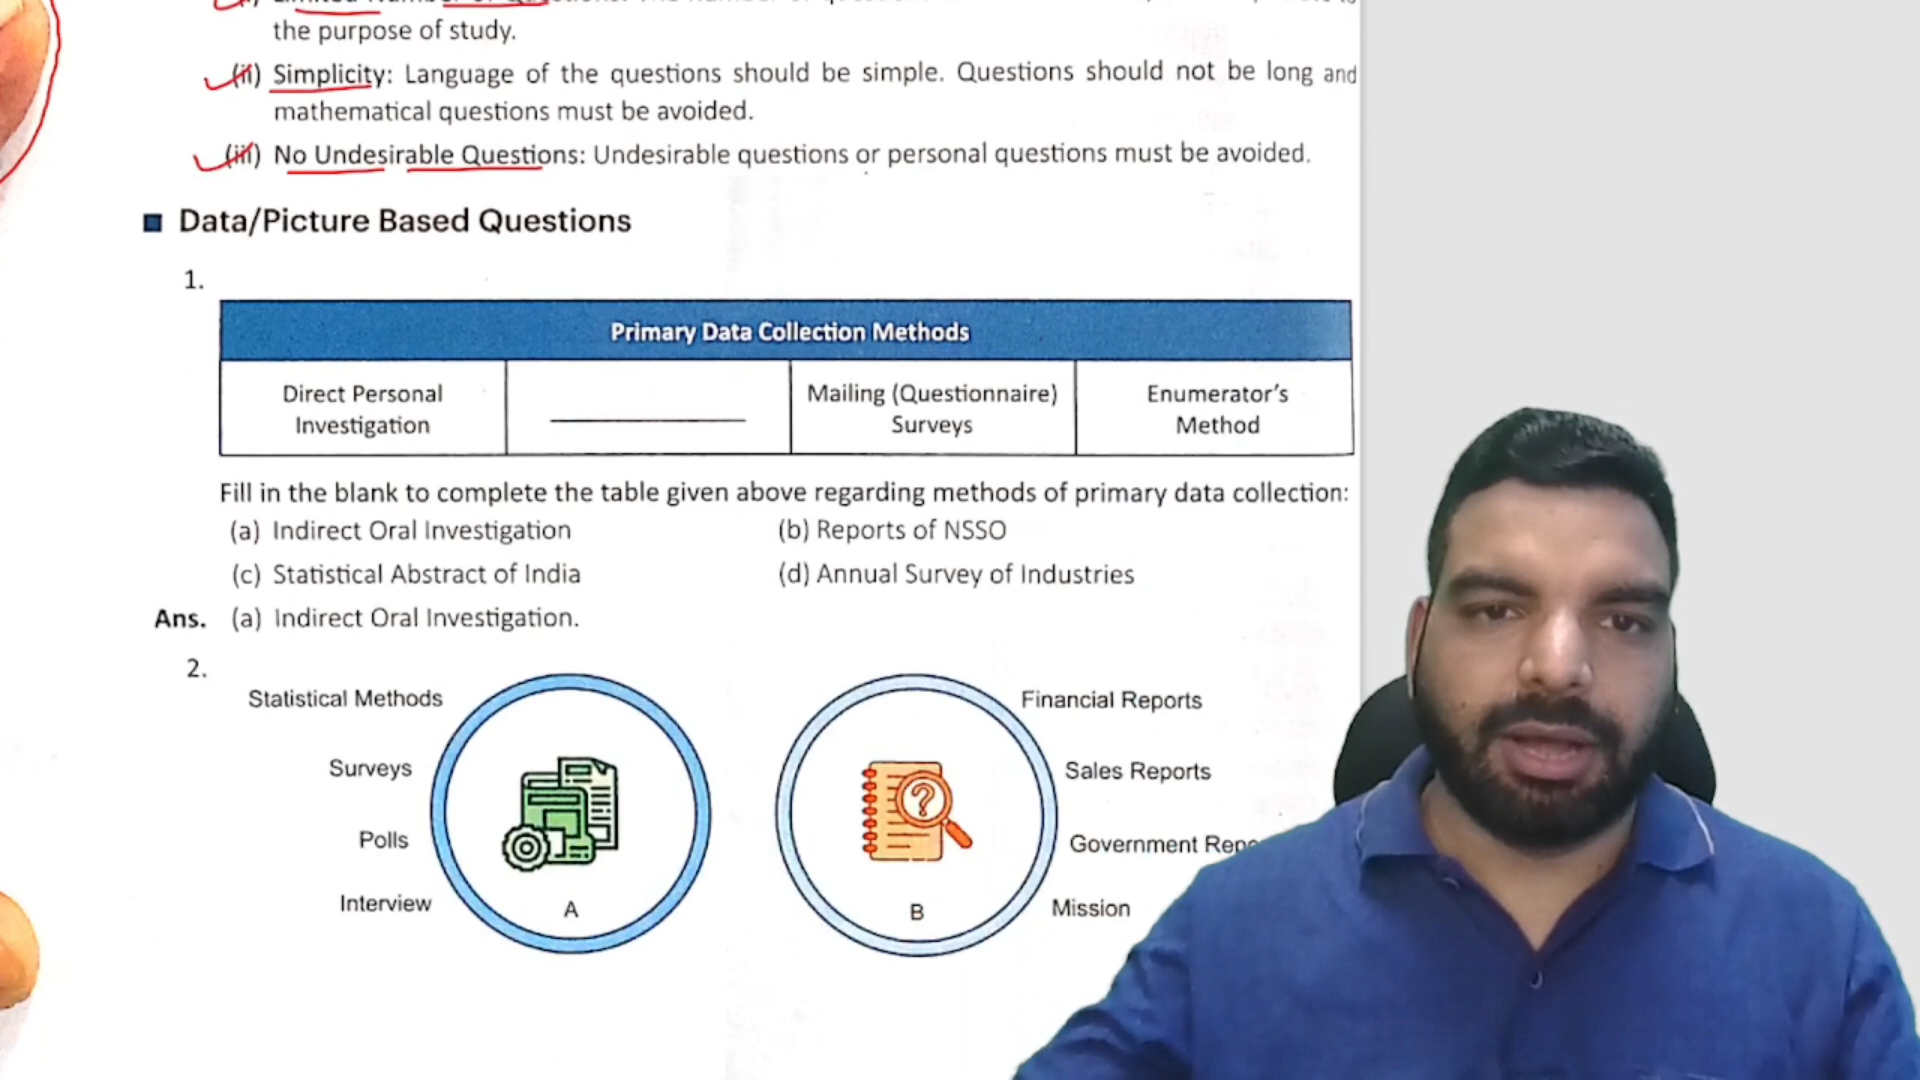 the purpose of study.
(ii) Simplicity: Language of the questions should be simple. Questions should not be long and
mathematical questions must be avoided.
(iii) No Undesirable Questions: Undesirable questions or personal questions must be avoided.
Data/Picture Based Questions
1.
Primary Data Collection Methods
Direct Personal
Investigation
Mailing (Questionnaire)
Surveys
Enumerator's
Method
Fill in the blank to complete the table given above regarding methods of primary data collection:
(a) Indirect Oral Investigation
(b) Reports of NSSO
(c) Statistical Abstract of India
(d) Annual Survey of Industries
Ans. (a) Indirect Oral Investigation.
2.
Statistical Methods
Surveys
Polls
Interview
A
?
B
Financial Reports
Sales Reports
Government
Mission